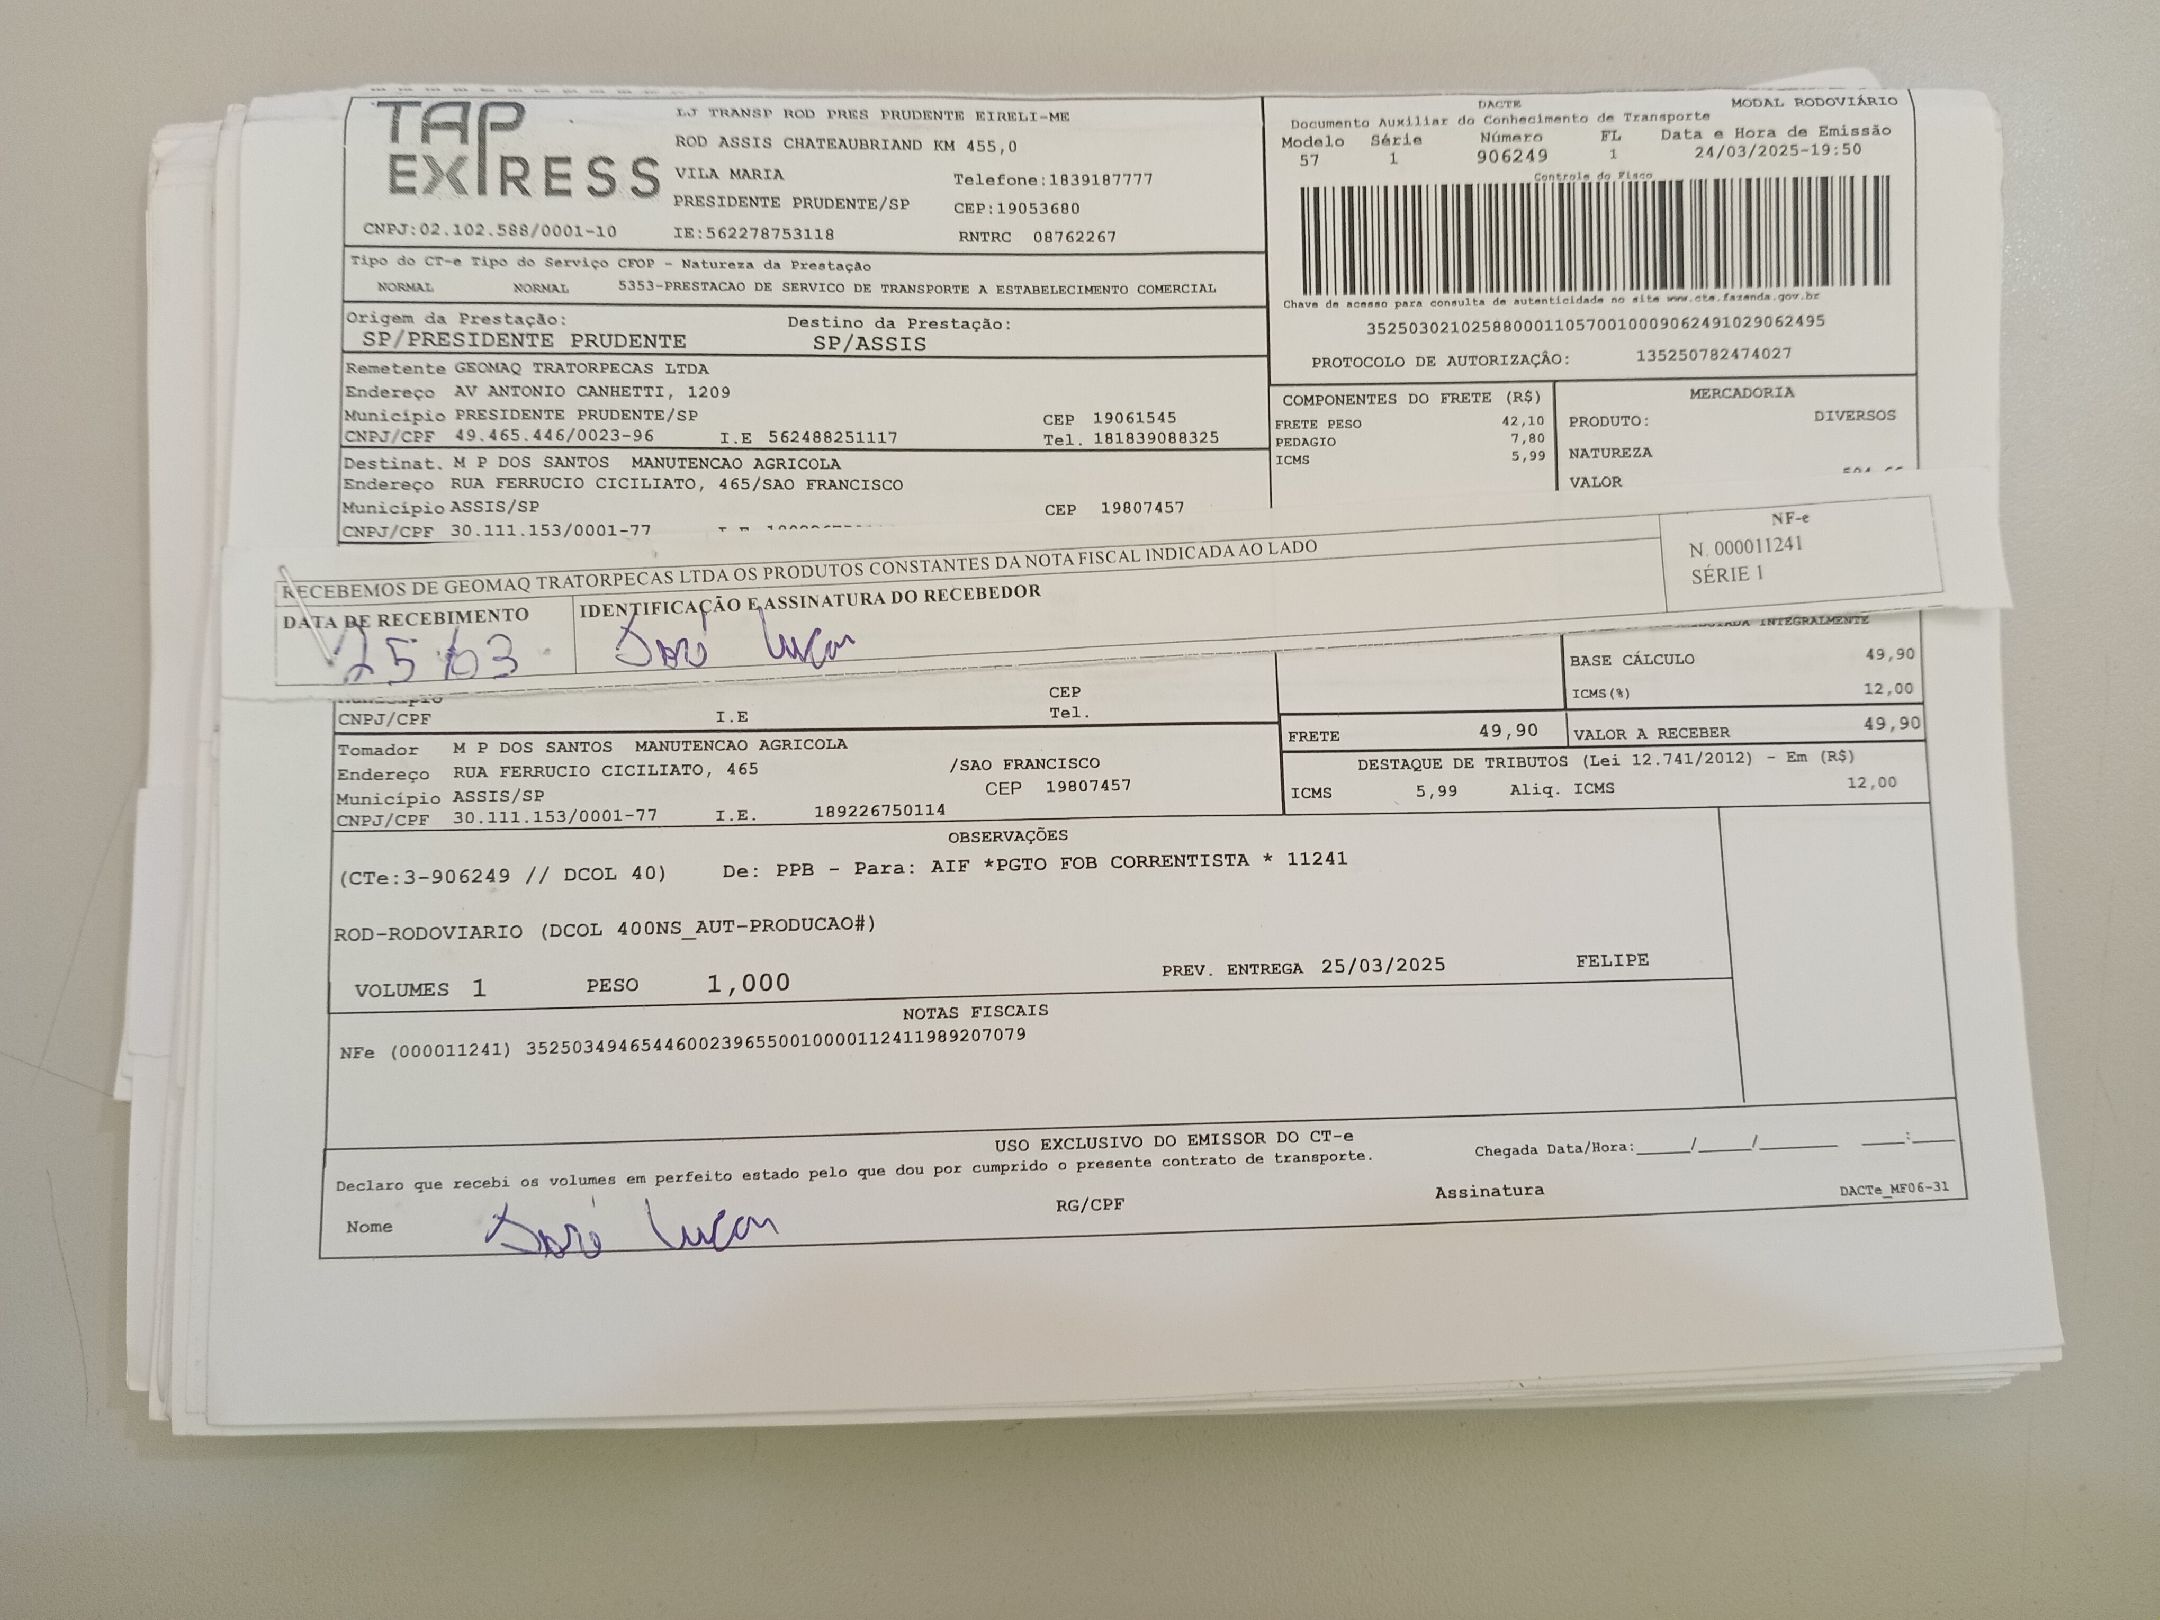 TAP EXPRESS
LJ TRANSP ROD PRES PRUDENTE EIRELI-ME
ROD ASSIS CHATEAUBRIAND KM 455,0
VILA MARIA Telefone:1839187777
PRESIDENTE PRUDENTE/SP CEP:19053680
CNPJ:02.102.588/0001-10 IE:562278753118 RNTRC 08762267
DACTE MODAL RODOVIÁRIO
Documento Auxiliar do Conhecimento de Transporte
Modelo Série Número FL Data e Hora de Emissão
57 1 906249 1 24/03/2025-19:50
Controle do Fisco
Chave de acesso para consulta de autenticidade no site www.cte.fazenda.gov.br
35250302102588000110570010009062491029062495
PROTOCOLO DE AUTORIZAÇÃO: 135250782474027
Tipo do CT-e Tipo do Serviço CFOP - Natureza da Prestação
NORMAL NORMAL 5353-PRESTACAO DE SERVICO DE TRANSPORTE A ESTABELECIMENTO COMERCIAL
Origem da Prestação: Destino da Prestação:
SP/PRESIDENTE PRUDENTE SP/ASSIS
Remetente GEOMAQ TRATORPECAS LTDA
Endereço AV ANTONIO CANHETTI, 1209
Município PRESIDENTE PRUDENTE/SP CEP 19061545
CNPJ/CPF 49.465.446/0023-96 I.E 562488251117 Tel. 181839088325
Destinat. M P DOS SANTOS MANUTENCAO AGRICOLA
Endereço RUA FERRUCIO CICILIATO, 465/SAO FRANCISCO
Município ASSIS/SP CEP 19807457
CNPJ/CPF 30.111.153/0001-77
COMPONENTES DO FRETE (R$)
FRETE PESO 42,10
PEDAGIO 7,80
ICMS 5,99
MERCADORIA
PRODUTO: DIVERSOS
NATUREZA
VALOR
RECEBEMOS DE GEOMAQ TRATORPECAS LTDA OS PRODUTOS CONSTANTES DA NOTA FISCAL INDICADA AO LADO
DATA DE RECEBIMENTO IDENTIFICAÇÃO E ASSINATURA DO RECEBEDOR
25 03
NF-e
N. 000011241
SÉRIE 1
INTEGRALMENTE
BASE CÁLCULO 49,90
ICMS(%) 12,00
CEP
CNPJ/CPF I.E Tel.
FRETE 49,90 VALOR A RECEBER 49,90
Tomador M P DOS SANTOS MANUTENCAO AGRICOLA
Endereço RUA FERRUCIO CICILIATO, 465 /SAO FRANCISCO
Município ASSIS/SP CEP 19807457
CNPJ/CPF 30.111.153/0001-77 I.E. 189226750114
DESTAQUE DE TRIBUTOS (Lei 12.741/2012) - Em (R$)
ICMS 5,99 Aliq. ICMS 12,00
OBSERVAÇÕES
(CTe:3-906249 // DCOL 40) De: PPB - Para: AIF *PGTO FOB CORRENTISTA * 11241
ROD-RODOVIARIO (DCOL 400NS_AUT-PRODUCAO#)
VOLUMES 1 PESO 1,000 PREV. ENTREGA 25/03/2025 FELIPE
NOTAS FISCAIS
NFe (000011241) 35250349465446002396550010000112411989207079
USO EXCLUSIVO DO EMISSOR DO CT-e
Declaro que recebi os volumes em perfeito estado pelo que dou por cumprido o presente contrato de transporte. Chegada Data/Hora:____/____/______ ___:___
Nome RG/CPF Assinatura DACTe_MF06-31